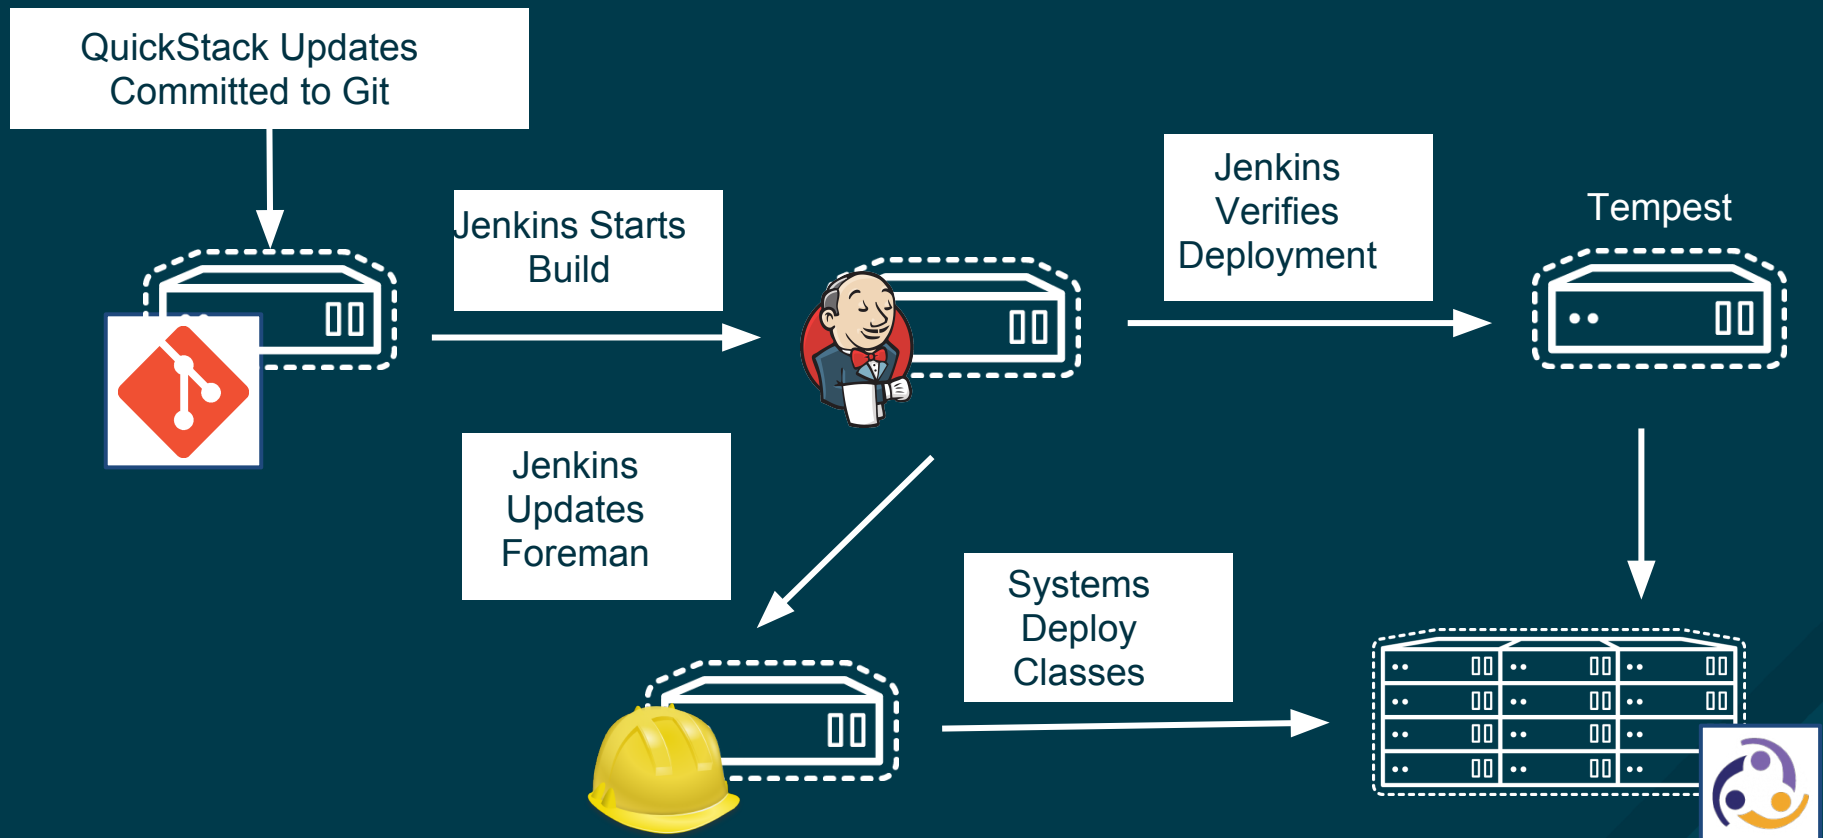 QuickStack Updates
Committed to Git
Jenkins Starts
Build
Jenkins
Verifies
Deployment
Tempest
Jenkins
Updates
Foreman
Systems
Deploy
Classes